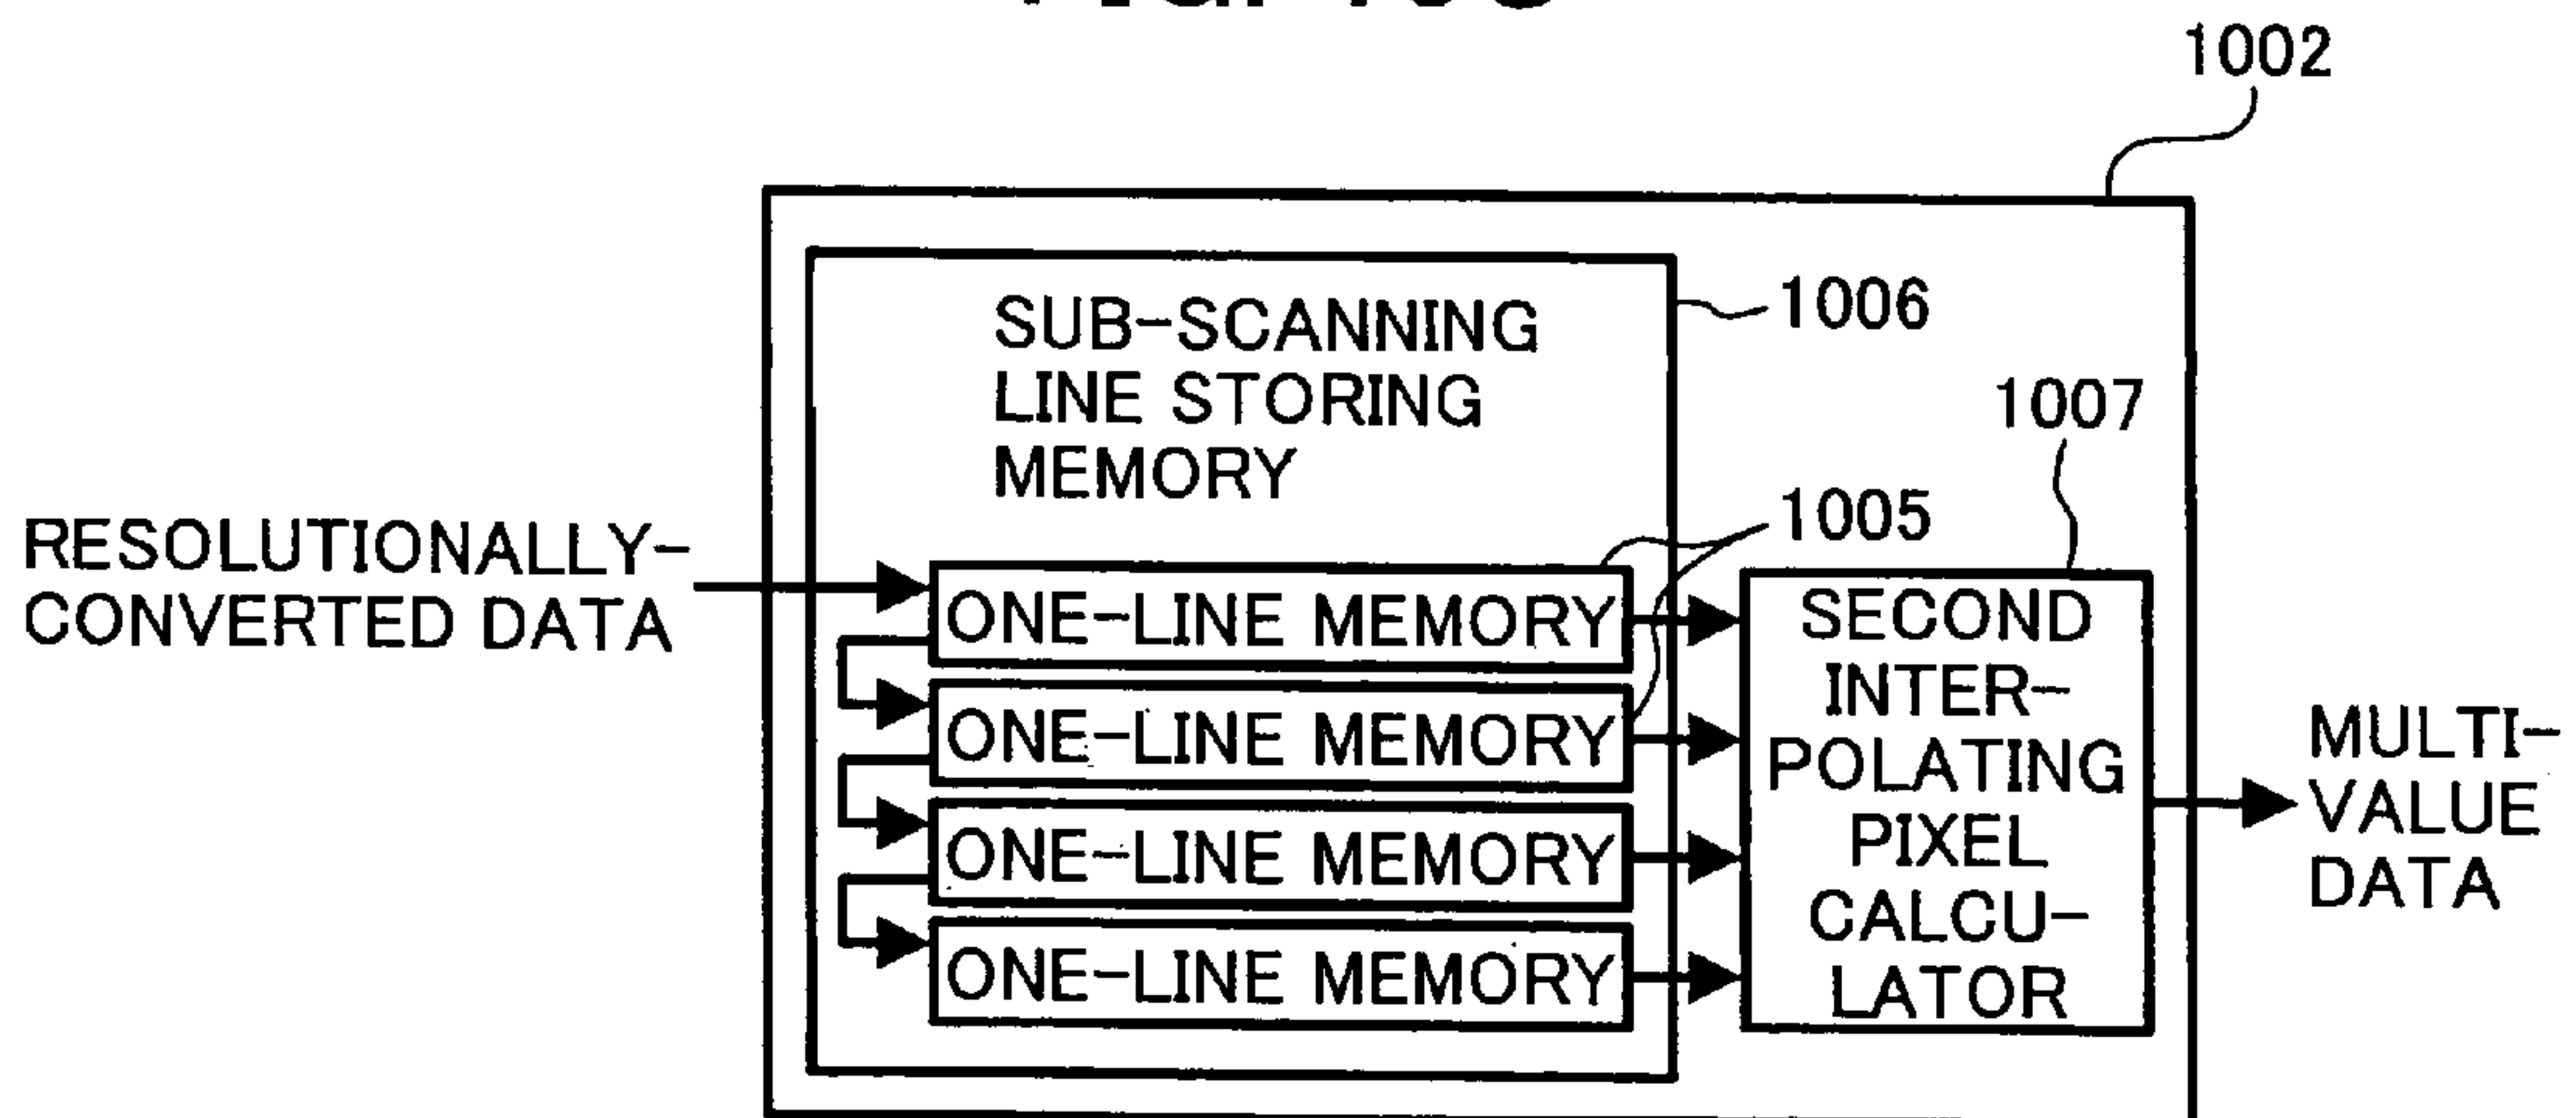 1002
SUB-SCANNING
LINE STORING
MEMORY
1006
1007
1005
RESOLUTIONALLY-
CONVERTED DATA
ONE-LINE MEMORY
ONE-LINE MEMORY
ONE-LINE MEMORY
ONE-LINE MEMORY
SECOND
INTER-
POLATING
PIXEL
CALCU-
LATOR
MULTI-
VALUE
DATA